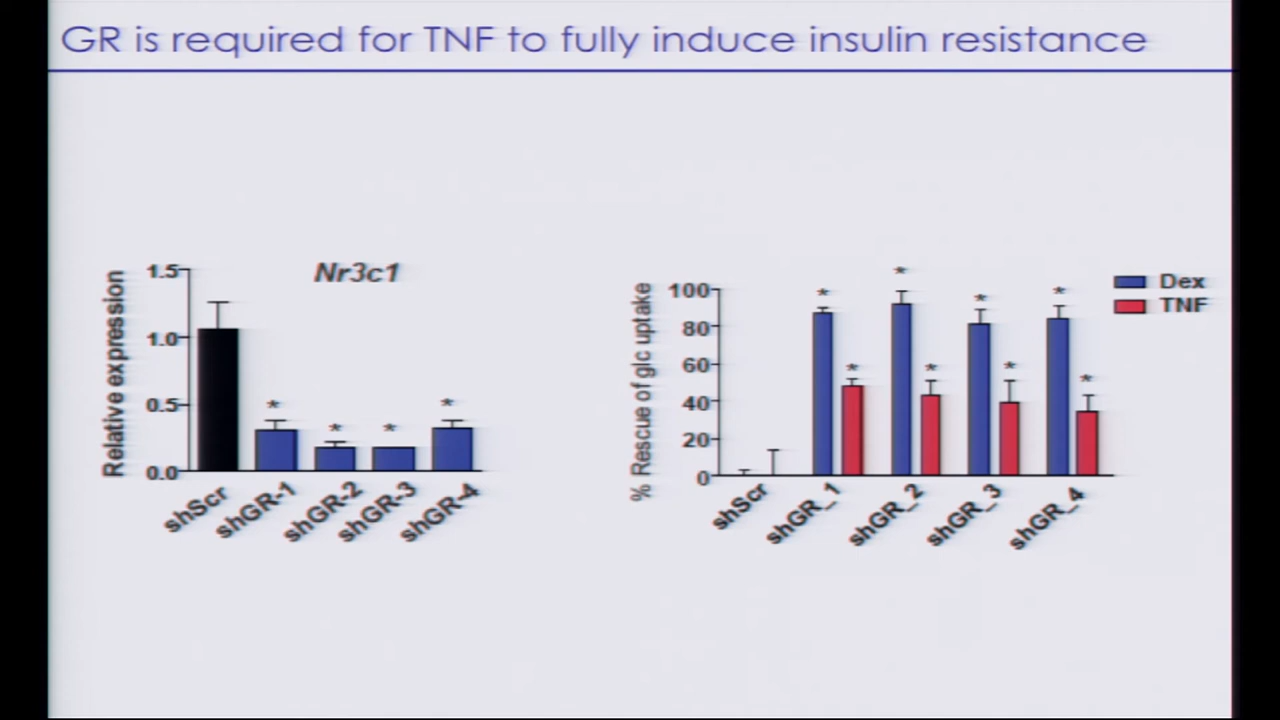 GR is required for TNF to fully induce insulin resistance
Nr3c1
Relative expression
1.5
1.0
0.5
0.0
shScr
shGR-1
shGR-2
shGR-3
shGR-4
*
*
*
*
% Rescue of glc uptake
100
80
60
40
20
0
shScr
shGR_1
shGR_2
shGR_3
shGR_4
*
*
*
*
*
*
*
*
Dex
TNF